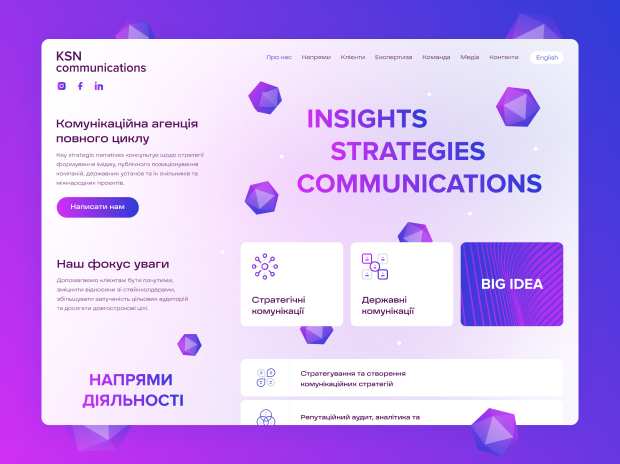 KSN
communications
Про нас Напрями Клієнти Експертиза Команда Медіа Контакти English
Комунікаційна агенція
повного циклу
Key strategic narratives консультує щодо стратегії
формування іміджу, публічного позиціонування
компаній, державних установ та їх очільників та
міжнародних проектів.
Написати нам
INSIGHTS
STRATEGIES
COMMUNICATIONS
Наш фокус уваги
Допомагаємо клієнтам бути почутими,
зміцнити відносини зі стейкхолдерами,
збільшувати залученість цільових аудиторій
та досягати довгострокові цілі.
Стратегічні
комунікації
Державні
комунікації
BIG IDEA
НАПРЯМИ
ДІЯЛЬНОСТІ
Стратегування та створення
комунікаційних стратегій
Репутаційний аудит, аналітика та